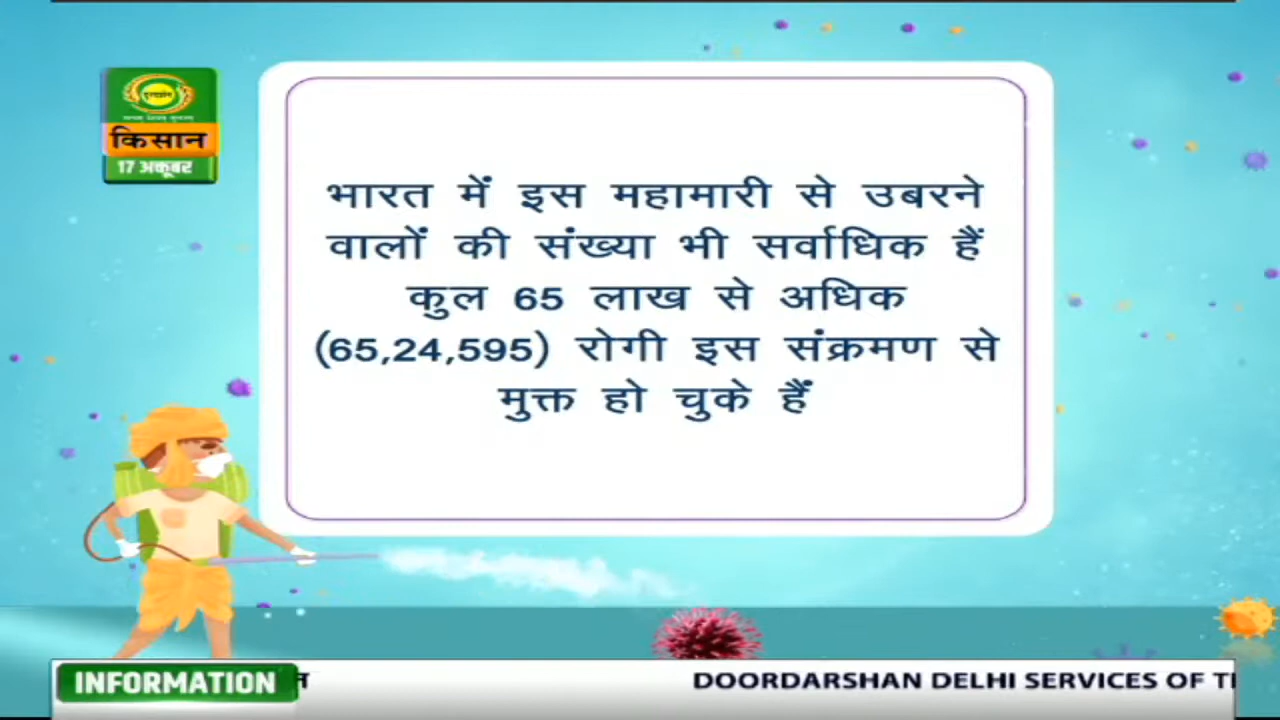 किसान
17 अक्टूबर
भारत में इस महामारी से उबरने
वालों की संख्या भी सर्वाधिक हैं
कुल 65 लाख से अधिक
(65,24,595) रोगी इस संक्रमण से
मुक्त हो चुके हैं
INFORMATION
DOORDARSHAN DELHI SERVICES OF